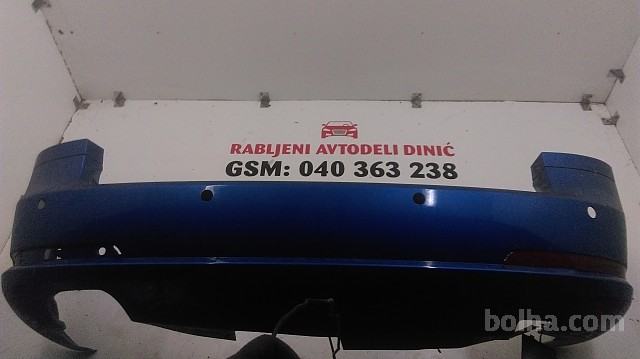 RABLJENI AVTODELI DINIĆ
GSM: 040 363 238
bolha.com